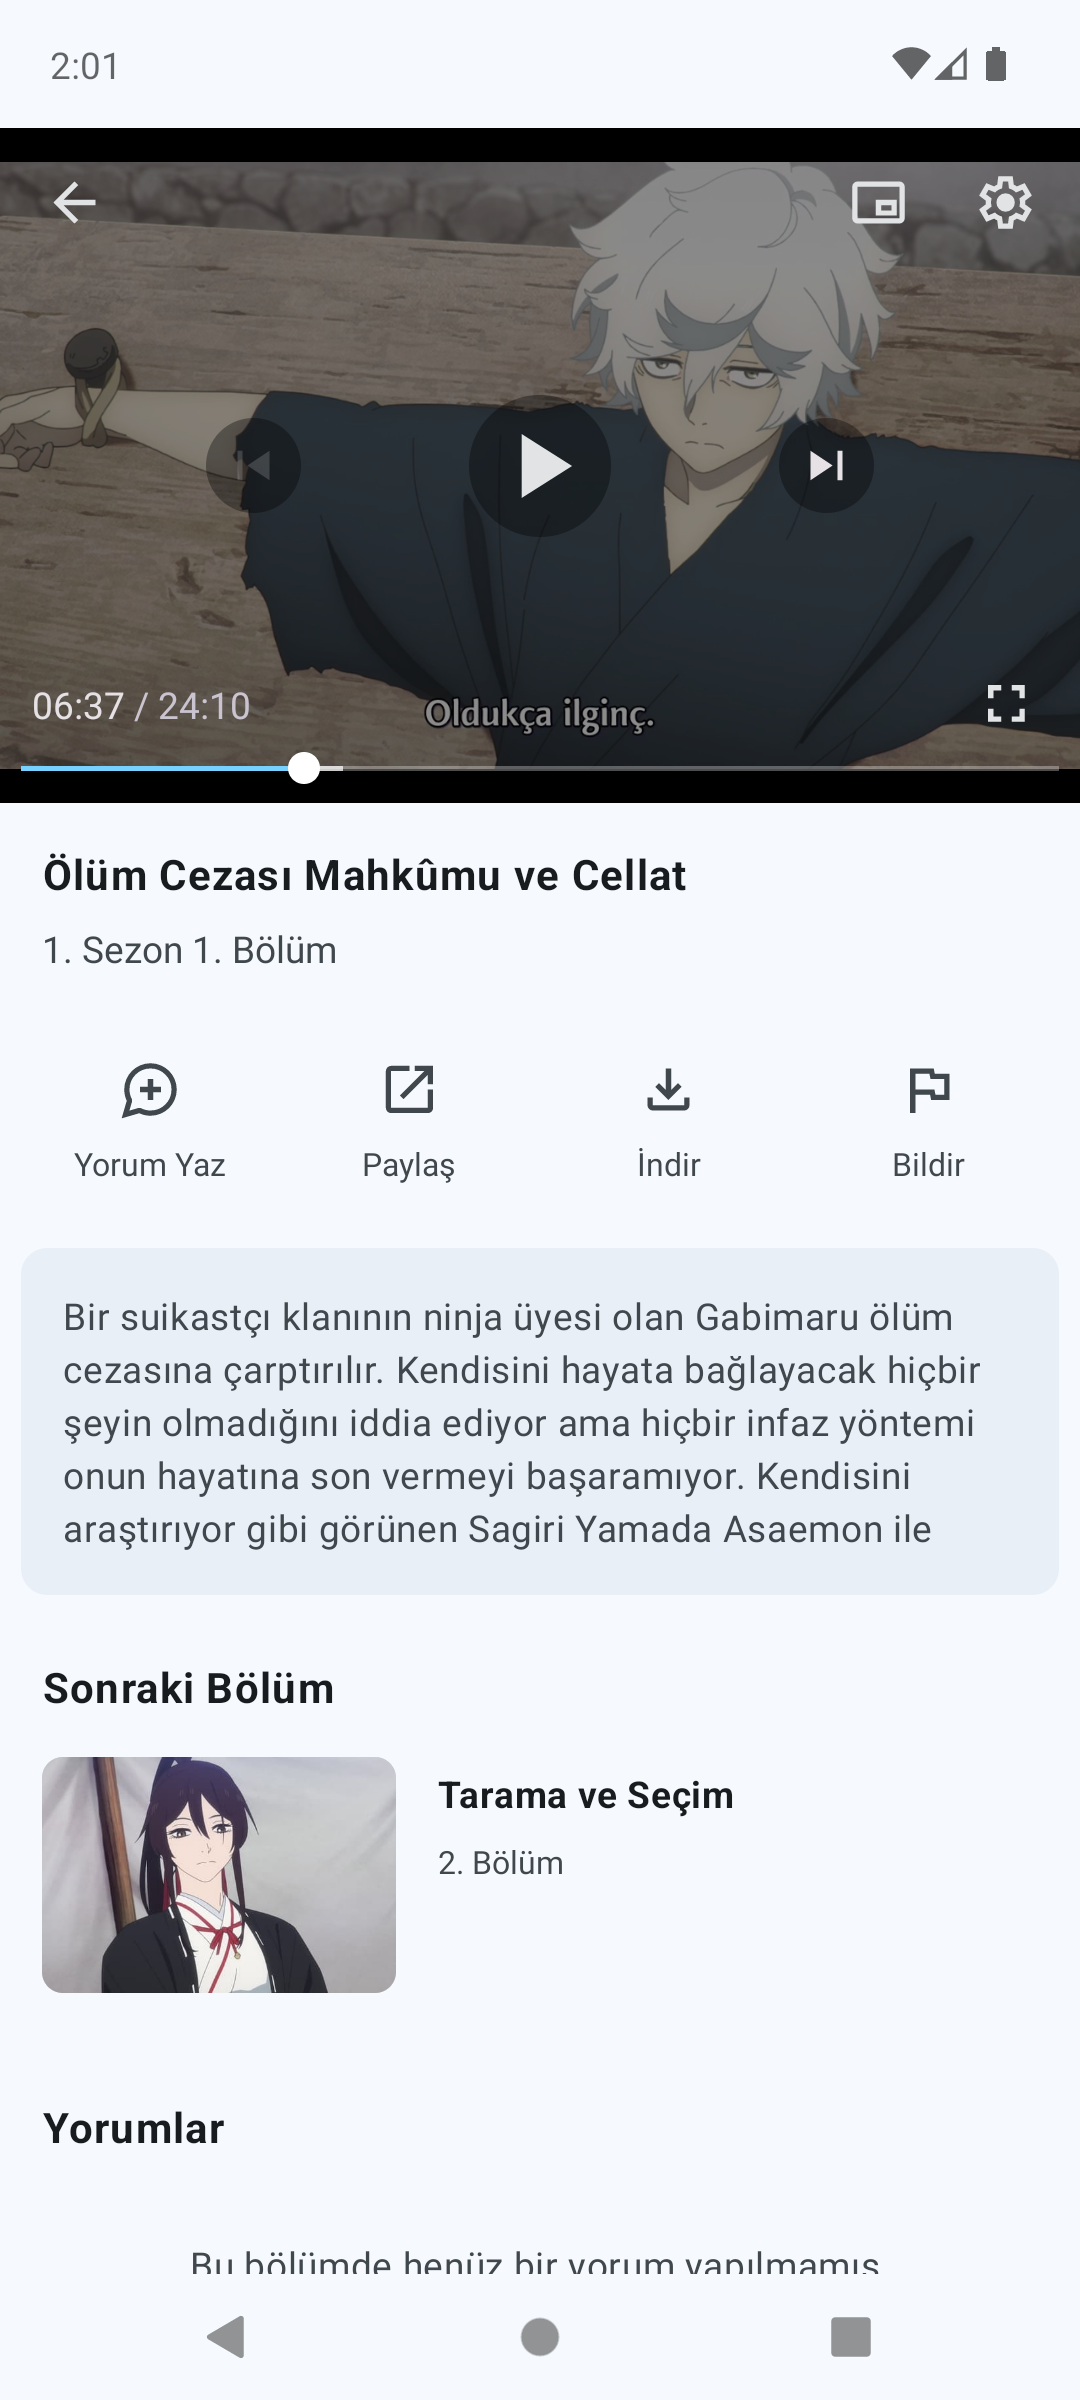 2:01
06:37 / 24:10
Oldukça ilginç.
Ölüm Cezası Mahkûmu ve Cellat
1. Sezon 1. Bölüm
Yorum Yaz
Paylaş
İndir
Bildir
Bir suikastçı klanının ninja üyesi olan Gabimaru ölüm
cezasına çarptırılır. Kendisini hayata bağlayacak hiçbir
şeyin olmadığını iddia ediyor ama hiçbir infaz yöntemi
onun hayatına son vermeyi başaramıyor. Kendisini
araştırıyor gibi görünen Sagiri Yamada Asaemon ile
Sonraki Bölüm
Tarama ve Seçim
2. Bölüm
Yorumlar
Bu bölümde henüz bir yorum yapılmamış